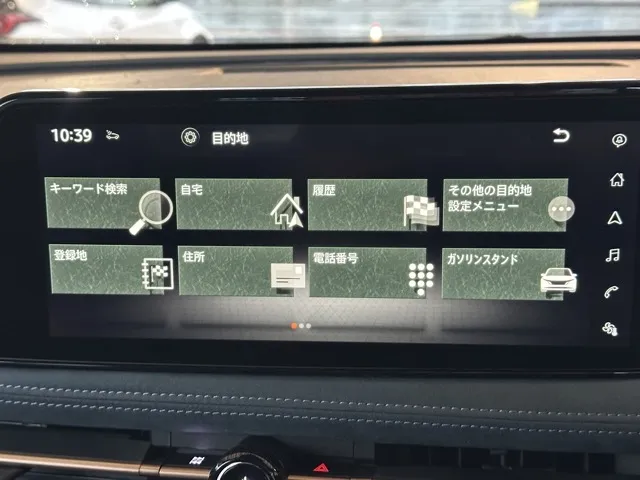 10:39
目的地
キーワード検索
自宅
履歴
その他の目的地
設定メニュー
登録地
住所
電話番号
ガソリンスタンド